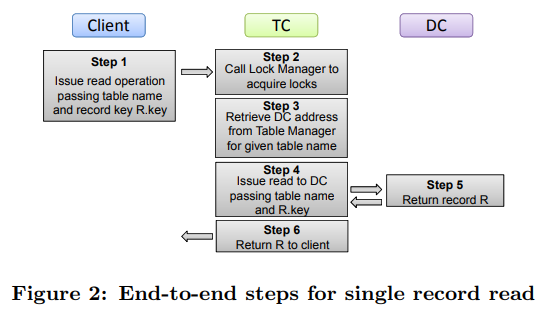 Client
TC
DC
Step 1
Issue read operation
passing table name
and record key R.key
Step 2
Call Lock Manager to
acquire locks
Step 3
Retrieve DC address
from Table Manager
for given table name
Step 4
Issue read to DC
passing table name
and R.key
Step 5
Return record R
Step 6
Return R to client
Figure 2: End-to-end steps for single record read